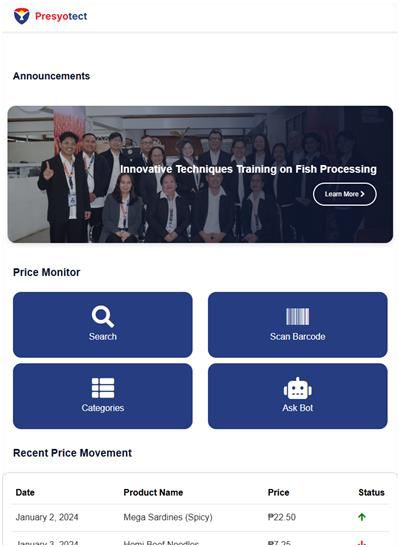 Presyotect
Announcements
Innovative Techniques Training on Fish Processing
Learn More
Price Monitor
Search
Scan Barcode
Categories
Ask Bot
Recent Price Movement
Date Product Name Price Status
January 2, 2024 Mega Sardines (Spicy) ₱22.50
January 3, 2024 Homi Beef Noodles ₱7.25